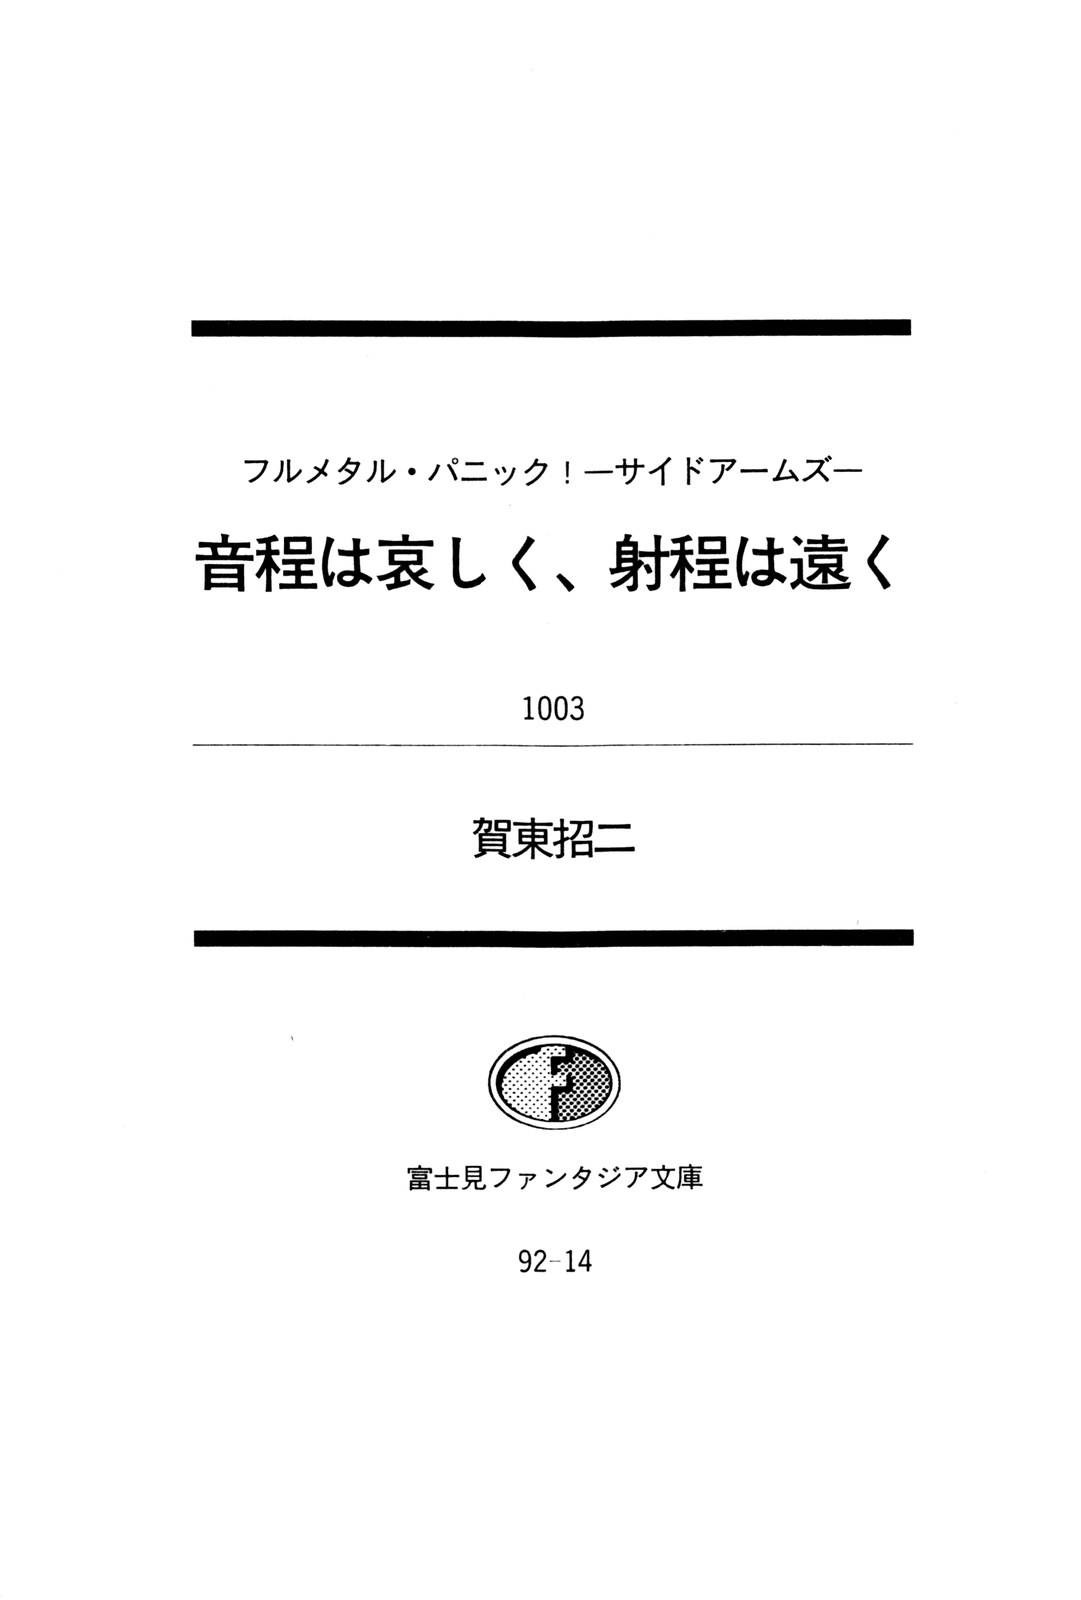 フルメタル・パニック！―サイドアームズ―
音程は哀しく、射程は遠く
1003
賀東招二
F
富士見ファンタジア文庫
92-14